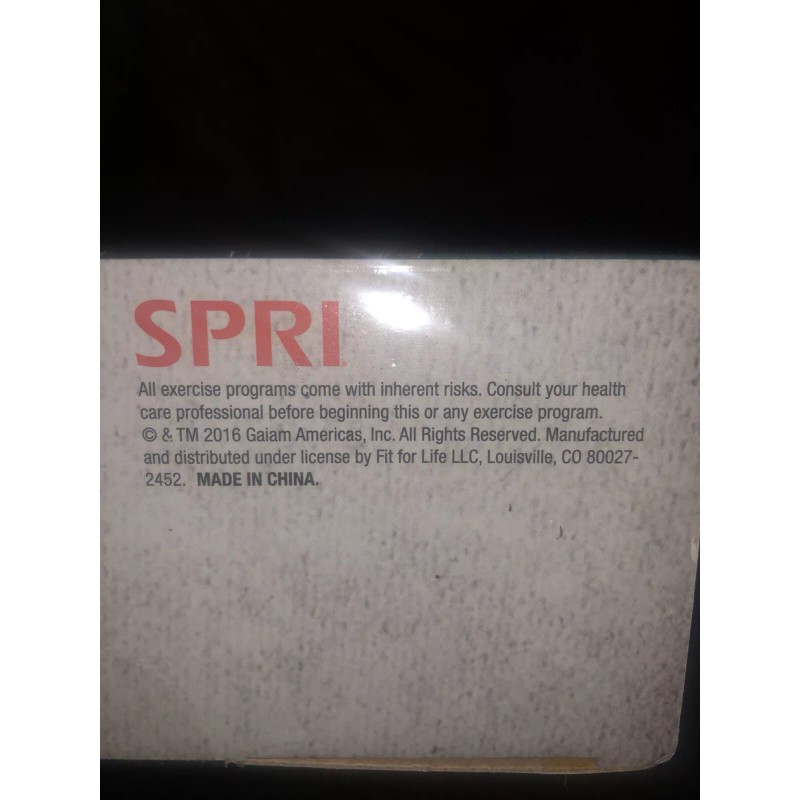 SPRI
All exercise programs come with inherent risks. Consult your health
care professional before beginning this or any exercise program.
© & TM 2016 Gaiam Americas, Inc. All Rights Reserved. Manufactured
and distributed under license by Fit for Life LLC, Louisville, CO 80027-
2452. MADE IN CHINA.